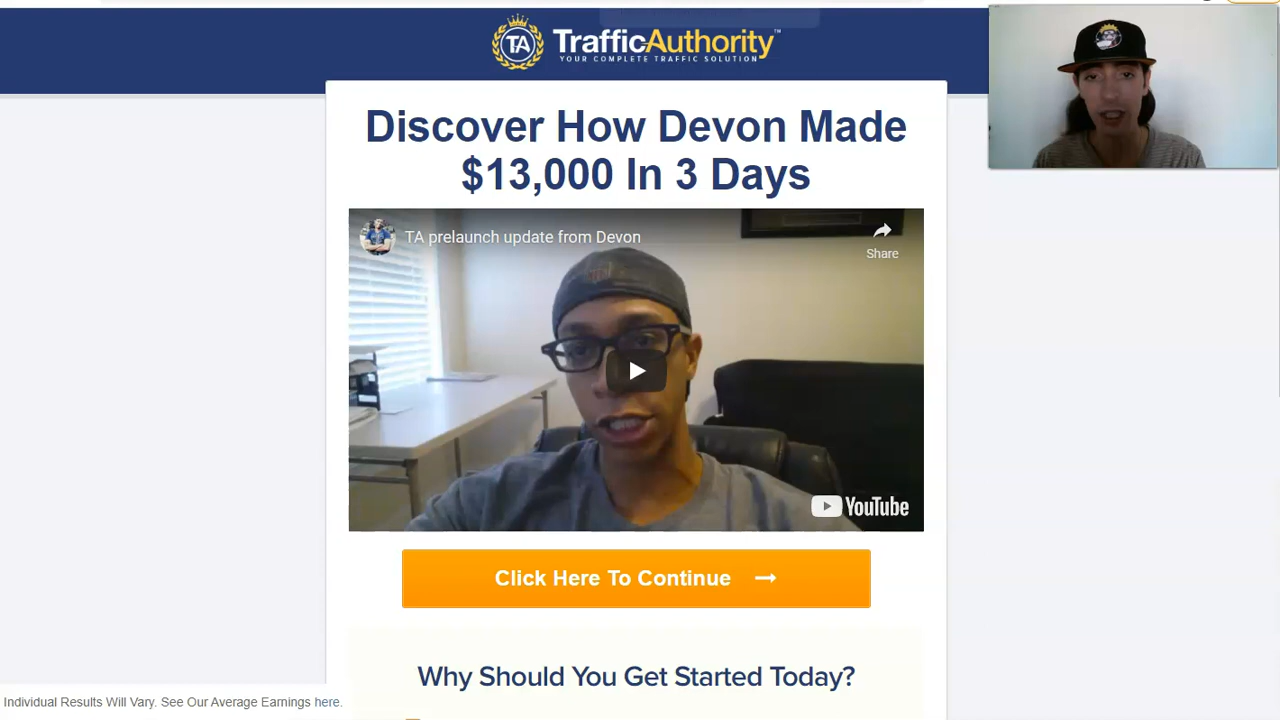 TA
TrafficAuthority™
YOUR COMPLETE TRAFFIC SOLUTION
Discover How Devon Made
$13,000 In 3 Days
TA prelaunch update from Devon
Share
YouTube
Click Here To Continue
Why Should You Get Started Today?
Individual Results Will Vary. See Our Average Earnings here.